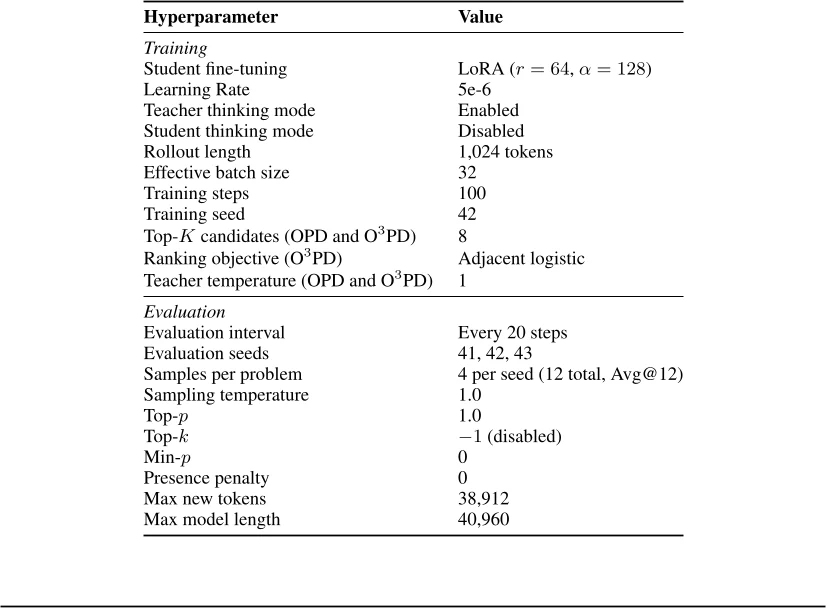 Hyperparameter Value
Training
Student fine-tuning LoRA (r = 64, α = 128)
Learning Rate 5e-6
Teacher thinking mode Enabled
Student thinking mode Disabled
Rollout length 1,024 tokens
Effective batch size 32
Training steps 100
Training seed 42
Top-K candidates (OPD and O³PD) 8
Ranking objective (O³PD) Adjacent logistic
Teacher temperature (OPD and O³PD) 1
Evaluation
Evaluation interval Every 20 steps
Evaluation seeds 41, 42, 43
Samples per problem 4 per seed (12 total, Avg@12)
Sampling temperature 1.0
Top-p 1.0
Top-k −1 (disabled)
Min-p 0
Presence penalty 0
Max new tokens 38,912
Max model length 40,960